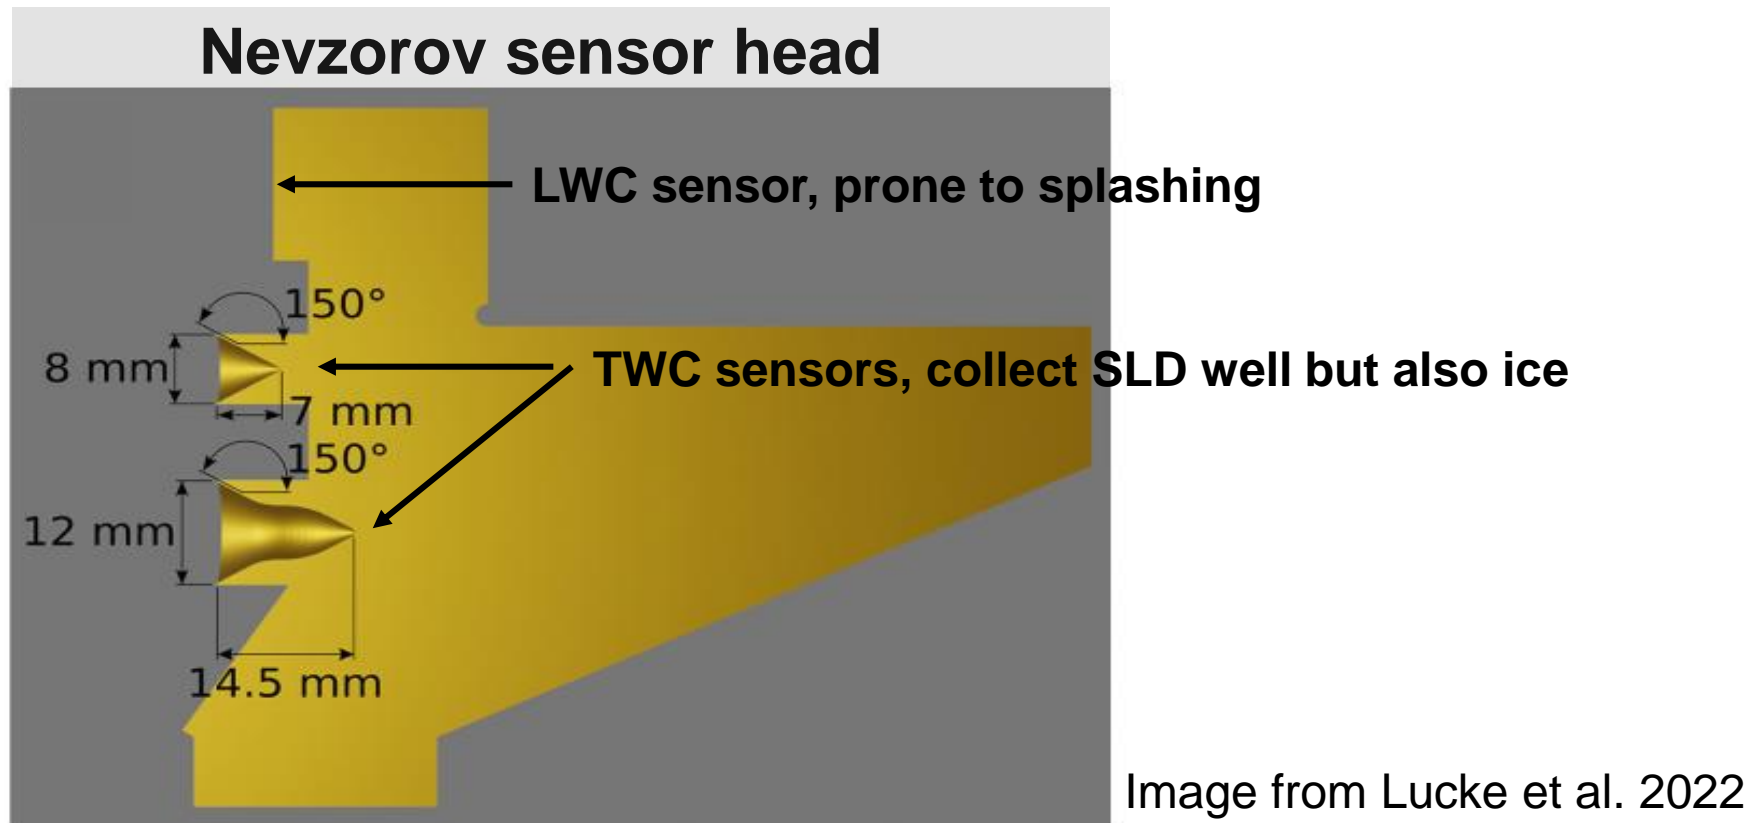 Nevzorov sensor head
LWC sensor, prone to splashing
150°
8 mm
TWC sensors, collect SLD well but also ice
7 mm
150°
12 mm
14.5 mm
Image from Lucke et al. 2022